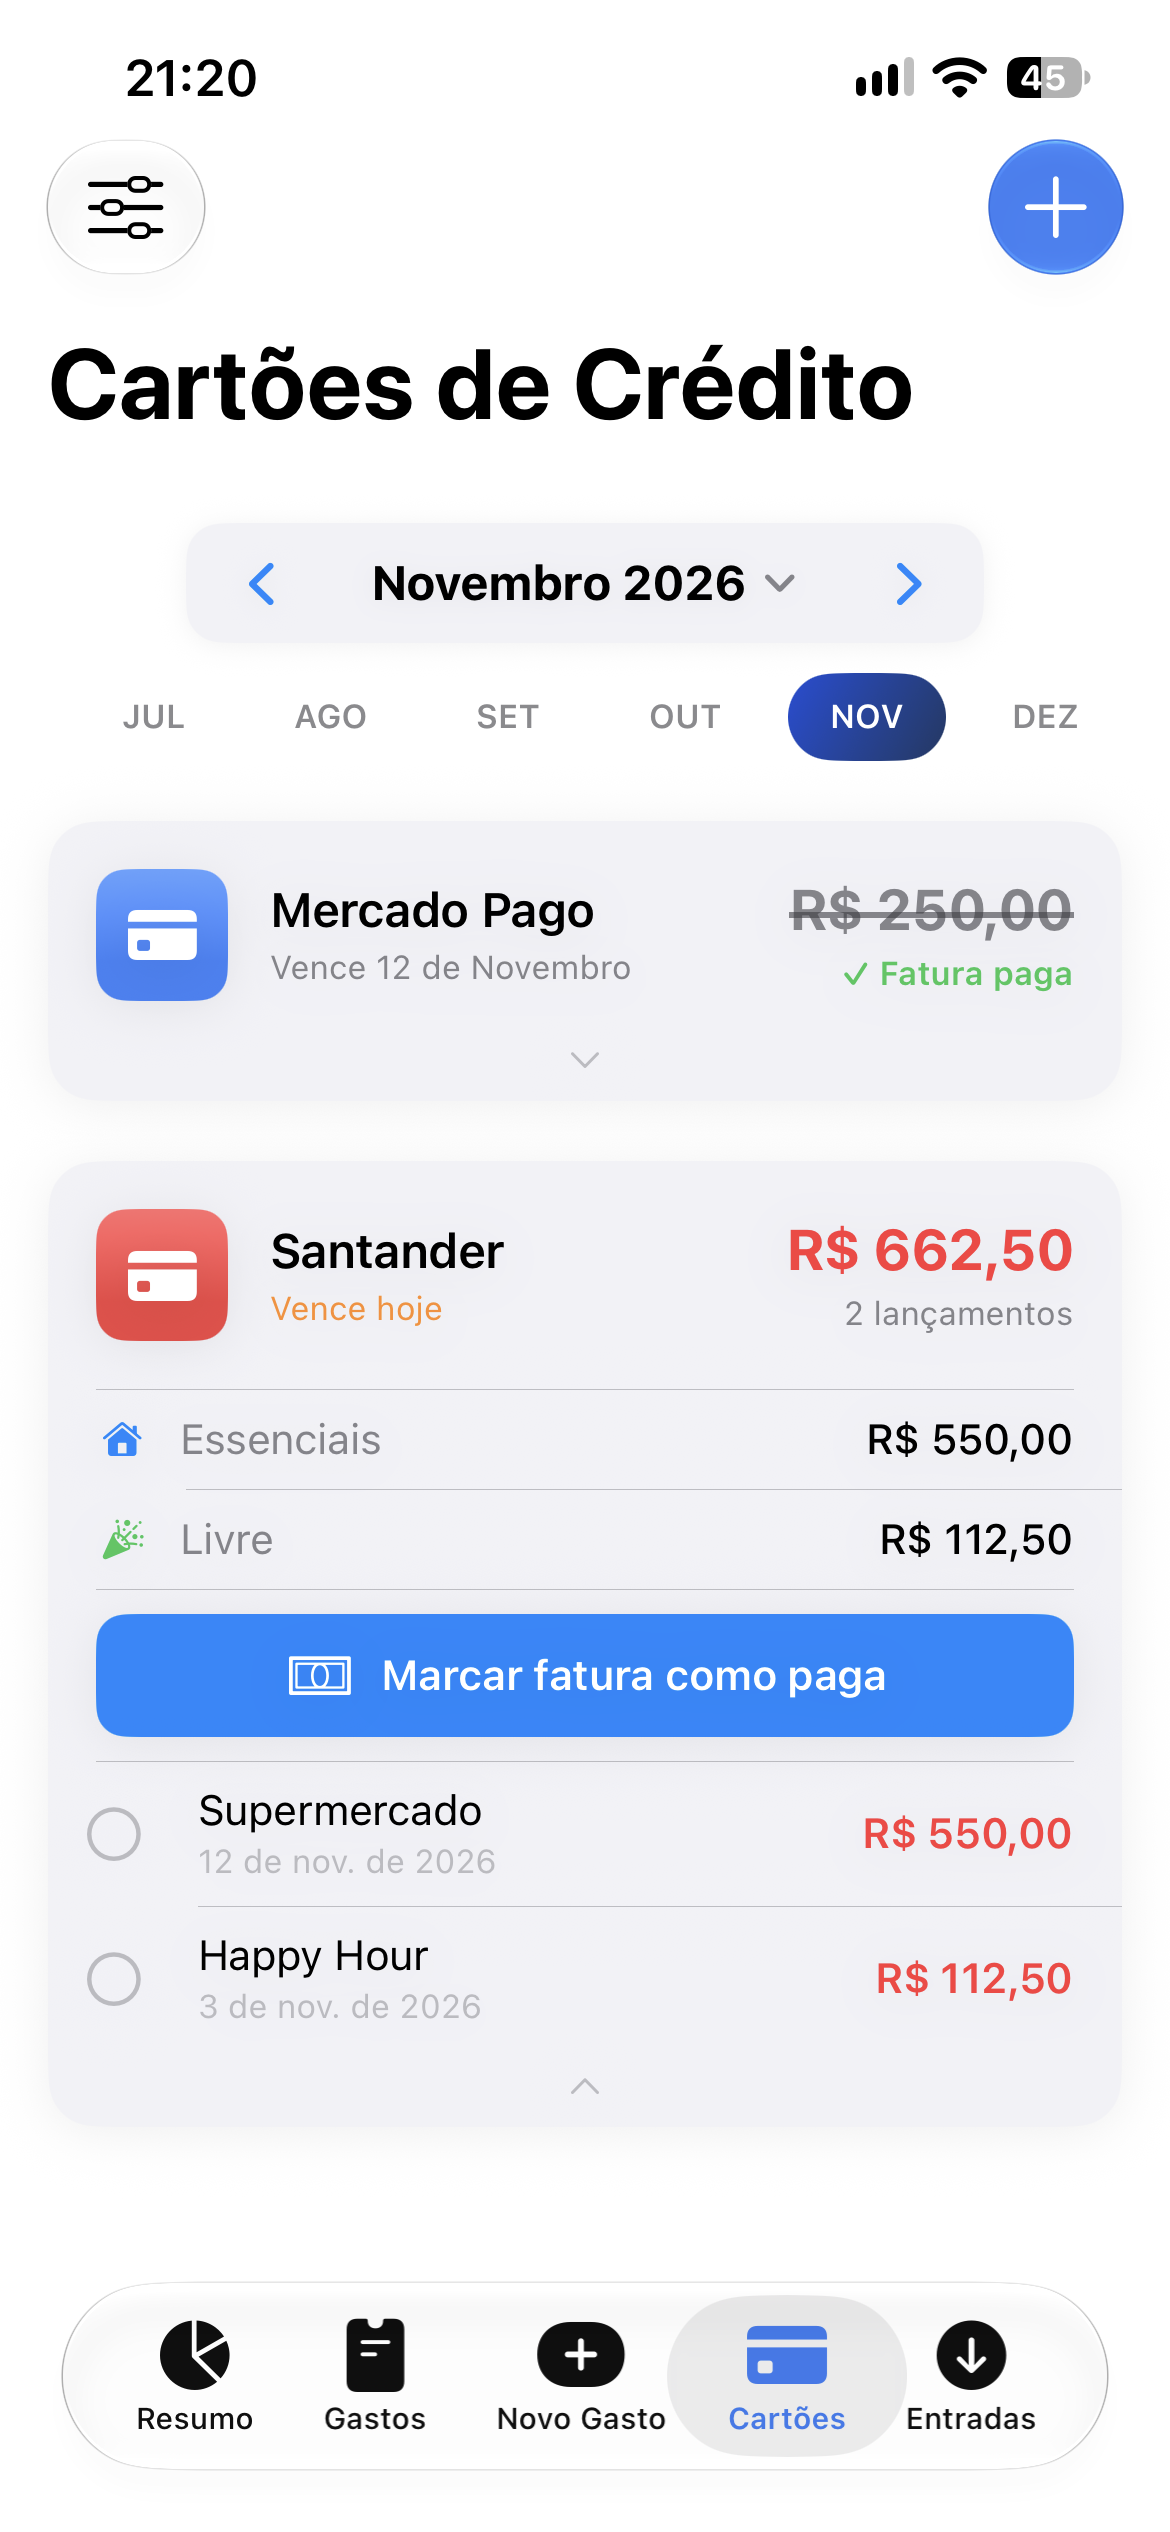 21:20
45
Cartões de Crédito
Novembro 2026
JUL AGO SET OUT NOV DEZ
Mercado Pago
R$ 250,00
Vence 12 de Novembro
Fatura paga
Santander
R$ 662,50
Vence hoje
2 lançamentos
Essenciais R$ 550,00
Livre R$ 112,50
Marcar fatura como paga
Supermercado
12 de nov. de 2026
R$ 550,00
Happy Hour
3 de nov. de 2026
R$ 112,50
Resumo Gastos Novo Gasto Cartões Entradas